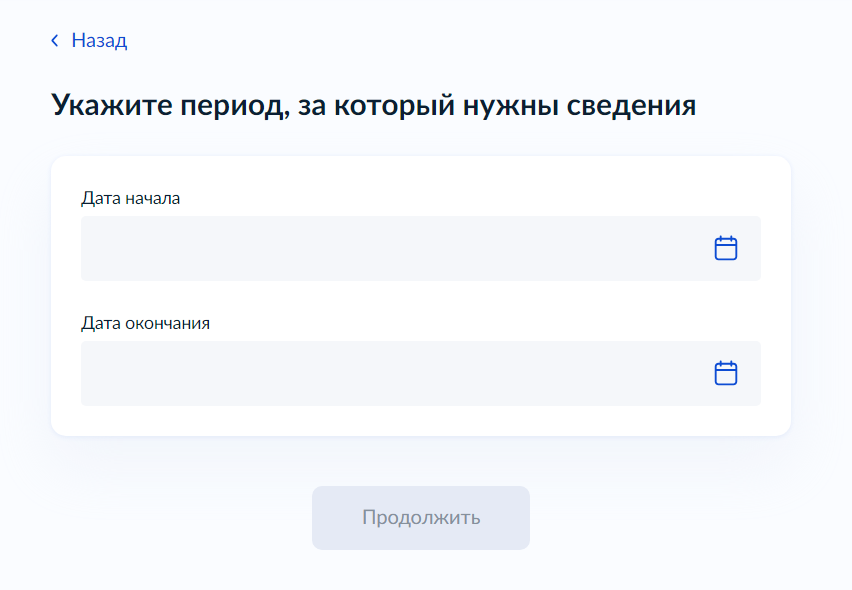 Назад
Укажите период, за который нужны сведения
Дата начала
Дата окончания
Продолжить